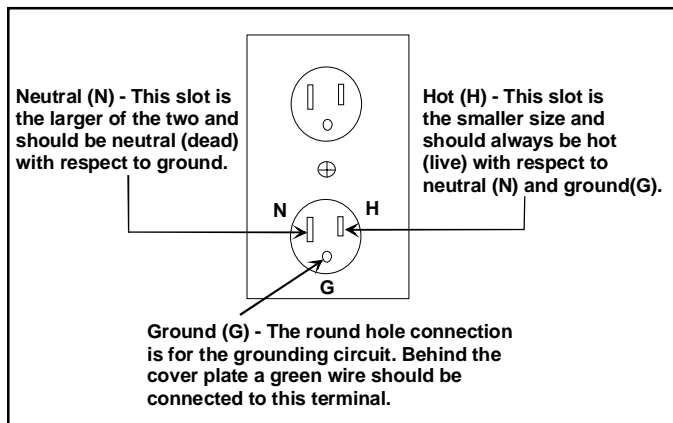 Neutral (N) - This slot is
the larger of the two and
should be neutral (dead)
with respect to ground.
Hot (H) - This slot is
the smaller size and
should always be hot
(live) with respect to
neutral (N) and ground(G).
N
H
G
Ground (G) - The round hole connection
is for the grounding circuit. Behind the
cover plate a green wire should be
connected to this terminal.